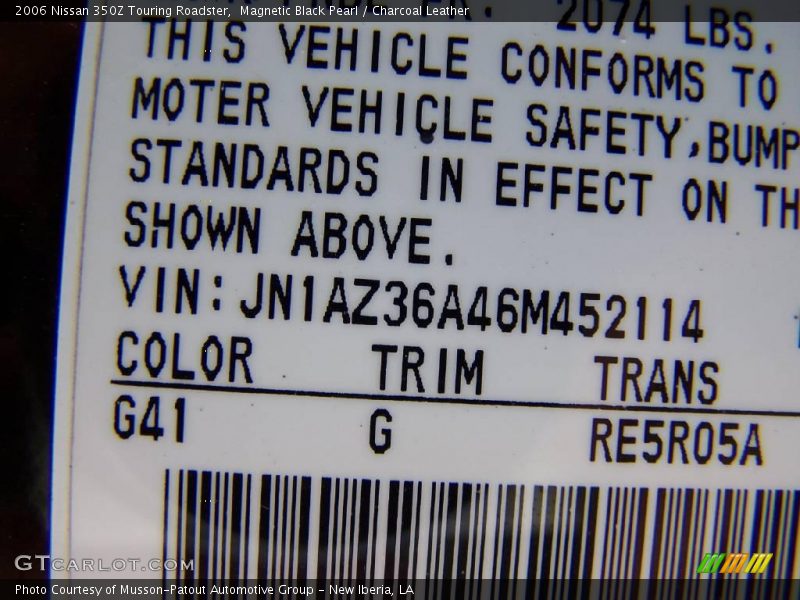 2006 Nissan 350Z Touring Roadster, Magnetic Black Pearl / Charcoal Leather
2074 LBS.
THIS VEHICLE CONFORMS TO
MOTER VEHICLE SAFETY,BUMP
STANDARDS IN EFFECT ON TH
SHOWN ABOVE.
VIN: JN1AZ36A46M452114
COLOR TRIM TRANS
G41 G RE5R05A
GTCARLOT.COM
Photo Courtesy of Musson-Patout Automotive Group - New Iberia, LA